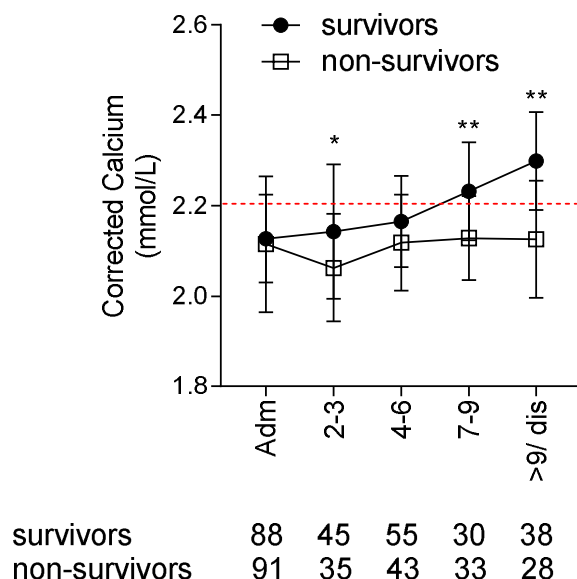 survivors
non-survivors
Corrected Calcium
(mmol/L)
2.6
2.4
2.2
2.0
1.8
*
**
**
Adm
2-3
4-6
7-9
>9/ dis
survivors 88 45 55 30 38
non-survivors 91 35 43 33 28